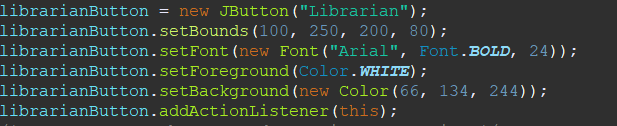 librarianButton = new JButton("Librarian");
librarianButton.setBounds(100, 250, 200, 80);
librarianButton.setFont(new Font("Arial", Font.BOLD, 24));
librarianButton.setForeground(Color.WHITE);
librarianButton.setBackground(new Color(66, 134, 244));
librarianButton.addActionListener(this);